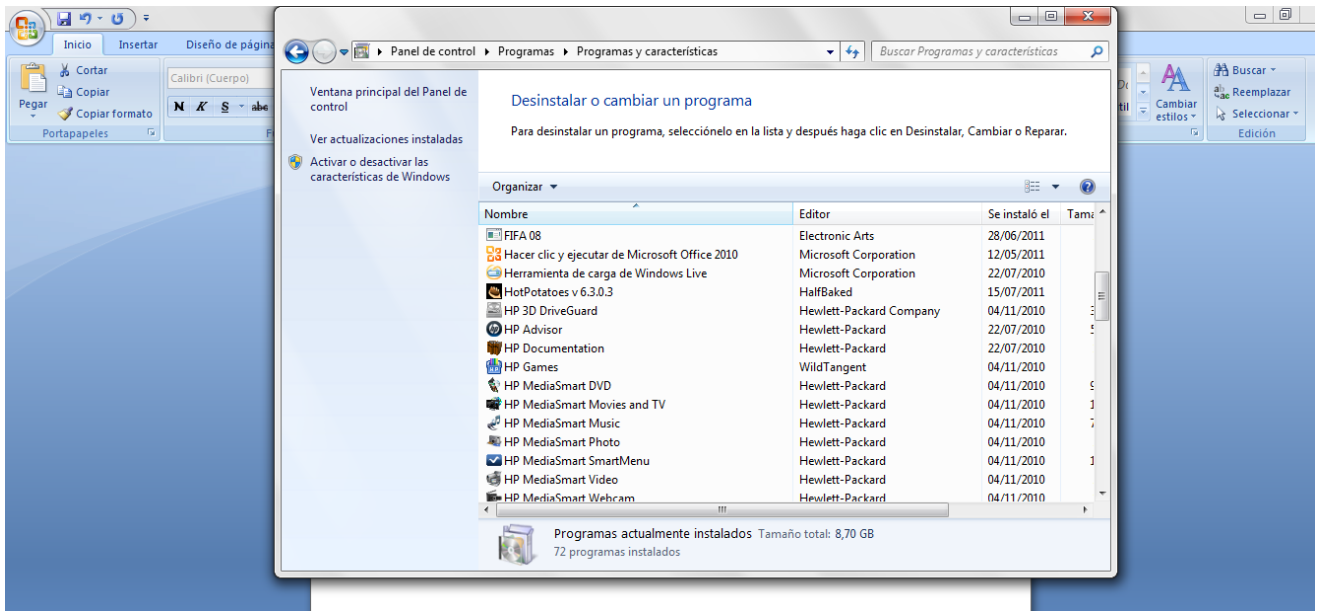 Inicio Insertar Diseño de página
Cortar
Copiar
Copiar formato
Pegar
Portapapeles
Calibri (Cuerpo)
N K S abe
Panel de control Programas Programas y características
Buscar Programas y características
Ventana principal del Panel de
control
Ver actualizaciones instaladas
Activar o desactivar las
características de Windows
Desinstalar o cambiar un programa
Para desinstalar un programa, selecciónelo en la lista y después haga clic en Desinstalar, Cambiar o Reparar.
Organizar
Nombre Editor Se instaló el Tama
FIFA 08 Electronic Arts 28/06/2011
Hacer clic y ejecutar de Microsoft Office 2010 Microsoft Corporation 12/05/2011
Herramienta de carga de Windows Live Microsoft Corporation 22/07/2010
HotPotatoes v 6.3.0.3 HalfBaked 15/07/2011
HP 3D DriveGuard Hewlett-Packard Company 04/11/2010
HP Advisor Hewlett-Packard 22/07/2010
HP Documentation Hewlett-Packard 22/07/2010
HP Games WildTangent 04/11/2010
HP MediaSmart DVD Hewlett-Packard 04/11/2010
HP MediaSmart Movies and TV Hewlett-Packard 04/11/2010
HP MediaSmart Music Hewlett-Packard 04/11/2010
HP MediaSmart Photo Hewlett-Packard 04/11/2010
HP MediaSmart SmartMenu Hewlett-Packard 04/11/2010
HP MediaSmart Video Hewlett-Packard 04/11/2010
HP MediaSmart Webcam Hewlett-Packard 04/11/2010
Programas actualmente instalados Tamaño total: 8,70 GB
72 programas instalados
Cambiar
estilos
Buscar
Reemplazar
Seleccionar
Edición